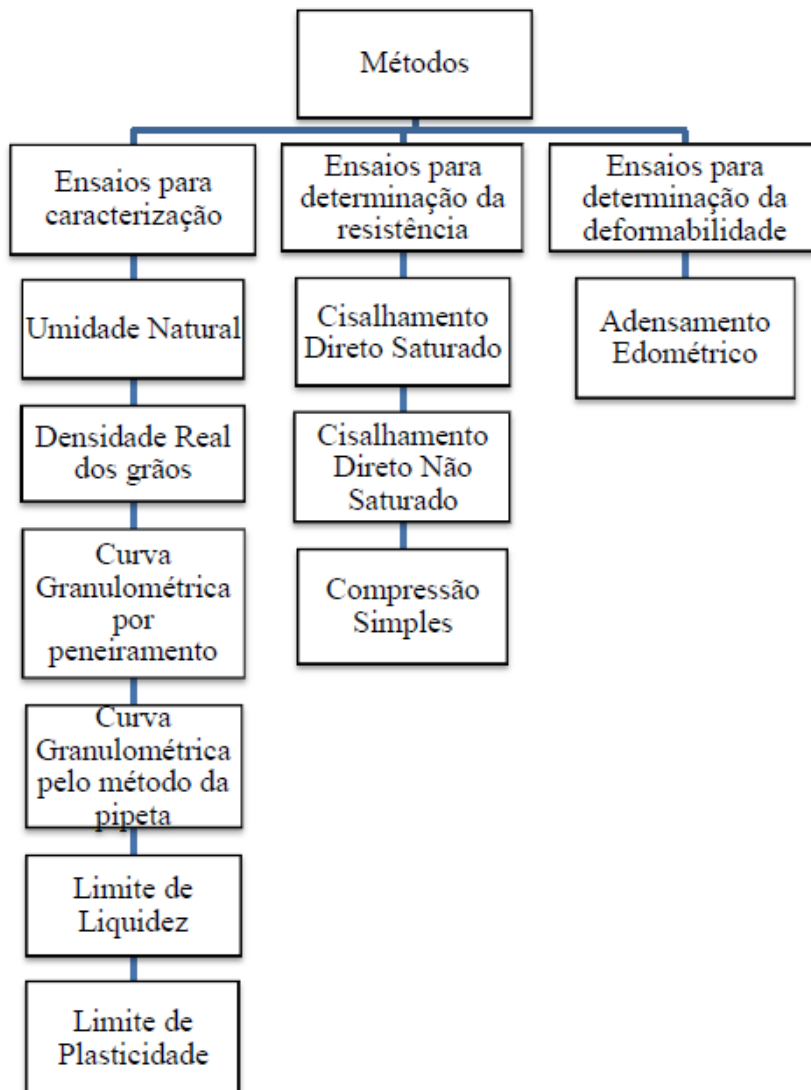 Métodos
Ensaios para
caracterização
Umidade Natural
Densidade Real
dos grãos
Curva
Granulométrica
por
peneiramento
Curva
Granulométrica
pelo método da
pipeta
Limite de
Liquidez
Limite de
Plasticidade
Ensaios para
determinação da
resistência
Cisalhamento
Direto Saturado
Cisalhamento
Direto Não
Saturado
Compressão
Simples
Ensaios para
determinação da
deformabilidade
Adensamento
Edométrico